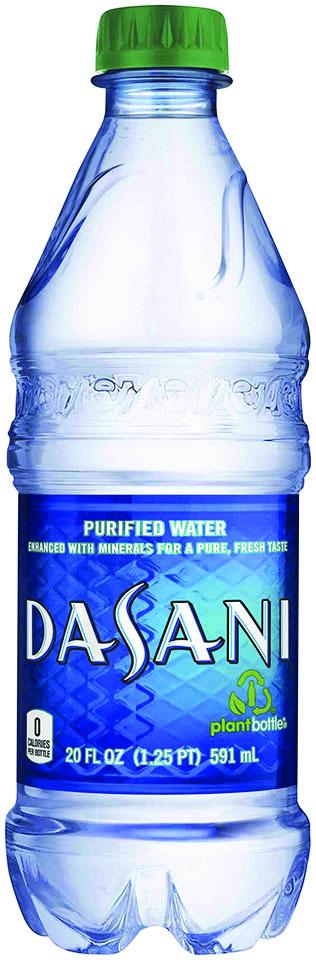 PURIFIED WATER
ENHANCED WITH MINERALS FOR A PURE, FRESH TASTE
DASANI
plantbottle
0
CALORIES
PER BOTTLE
20 FL OZ (1.25 PT) 591 mL